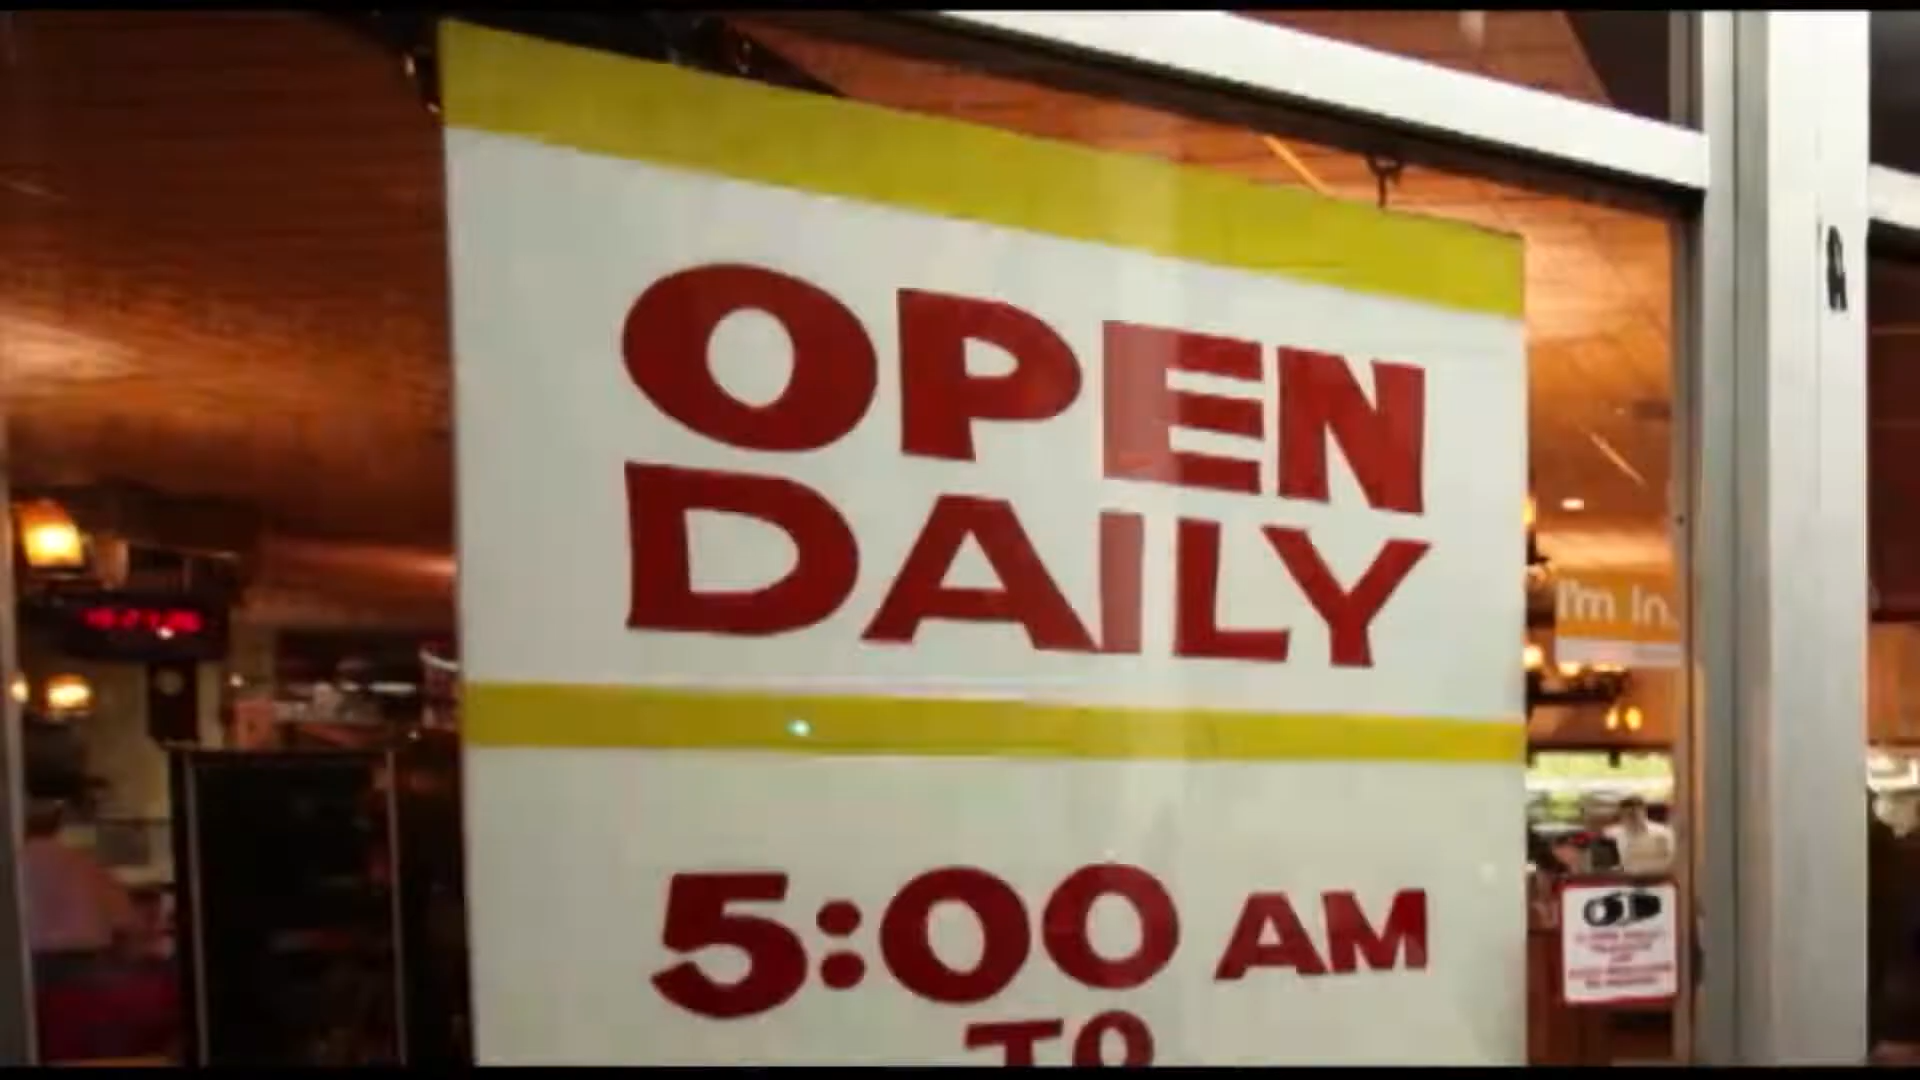 OPEN
DAILY
5:00 AM
TO
I'm In.